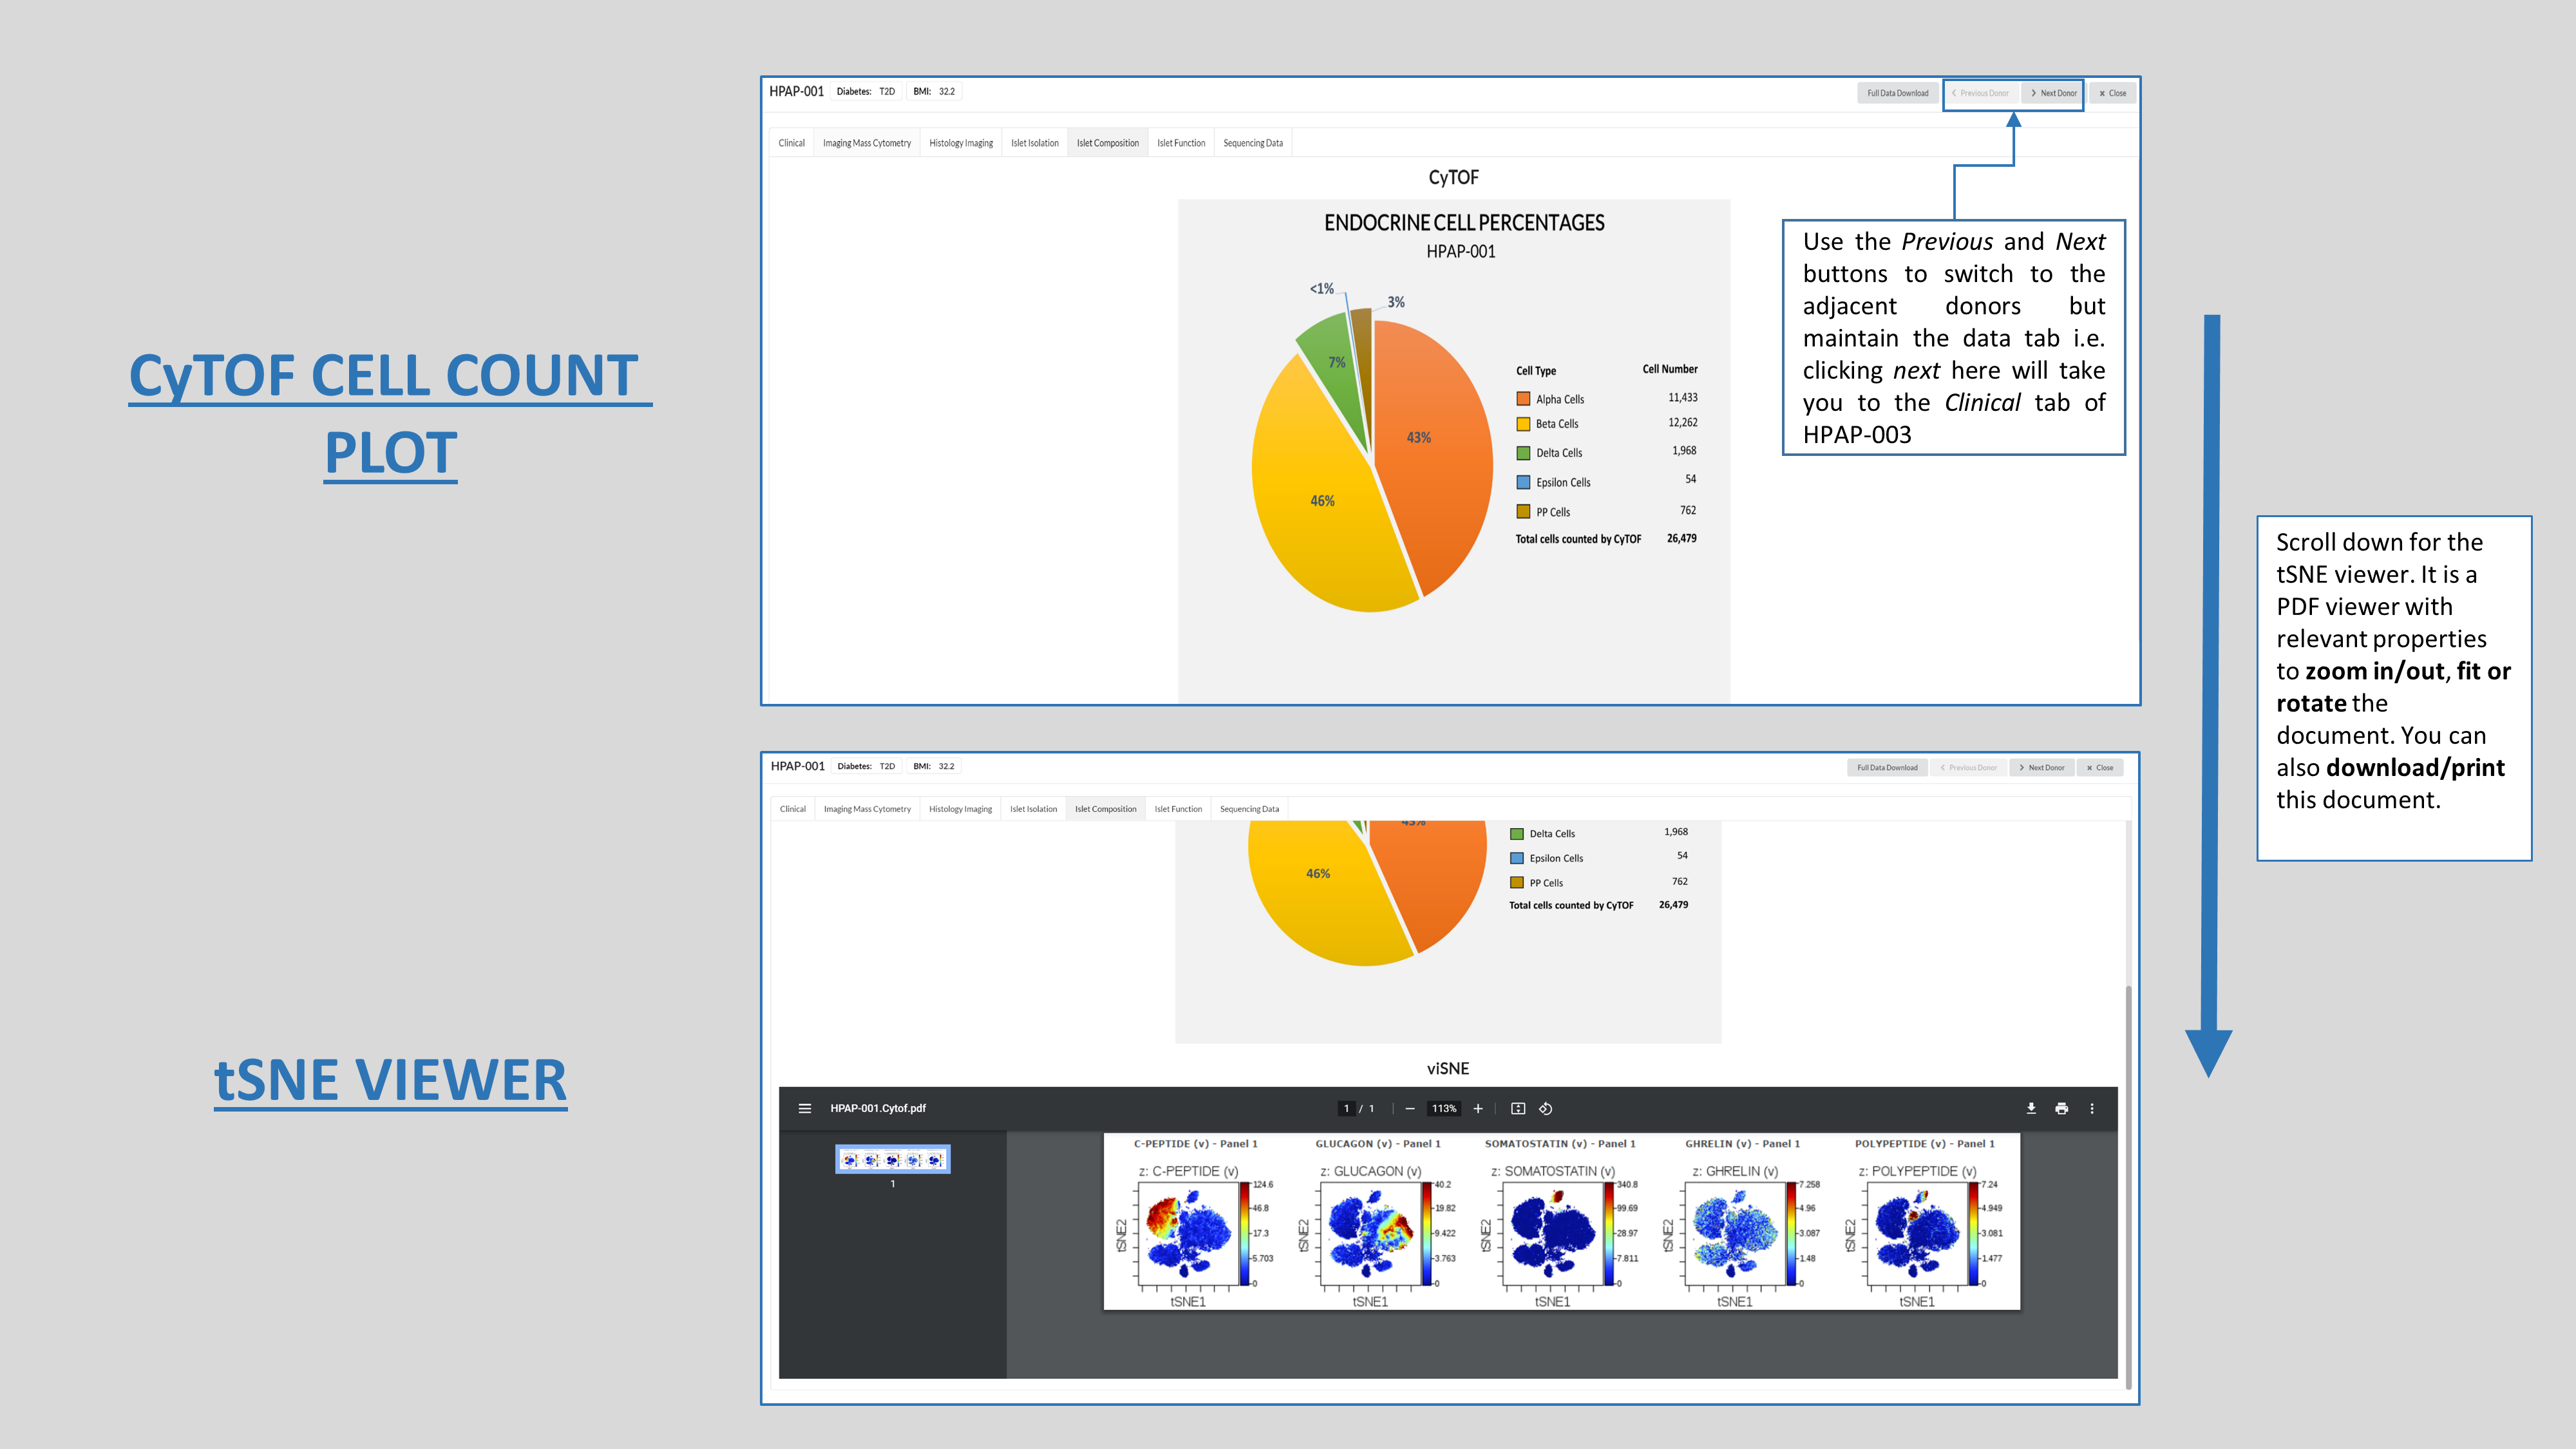 CyTOF CELL COUNT
PLOT
HPAP-001 Diabetes: T2D BMI: 32.2
Full Data Download Previous Donor Next Donor Close
Clinical Imaging Mass Cytometry Histology Imaging Islet Isolation Islet Composition Islet Function Sequencing Data
CyTOF
ENDOCRINE CELL PERCENTAGES
HPAP-001
<1%
3%
7%
43%
46%
Cell Type Cell Number
Alpha Cells 11,433
Beta Cells 12,262
Delta Cells 1,968
Epsilon Cells 54
PP Cells 762
Total cells counted by CyTOF 26,479
Use the Previous and Next
buttons to switch to the
adjacent donors but
maintain the data tab i.e.
clicking next here will take
you to the Clinical tab of
HPAP-003
Scroll down for the
tSNE viewer. It is a
PDF viewer with
relevant properties
to zoom in/out, fit or
rotate the
document. You can
also download/print
this document.
tSNE VIEWER
HPAP-001 Diabetes: T2D BMI: 32.2
Full Data Download Previous Donor Next Donor Close
Clinical Imaging Mass Cytometry Histology Imaging Islet Isolation Islet Composition Islet Function Sequencing Data
43%
46%
Delta Cells 1,968
Epsilon Cells 54
PP Cells 762
Total cells counted by CyTOF 26,479
viSNE
HPAP-001.Cytof.pdf 1 / 1 113%
1
C-PEPTIDE (v) - Panel 1
z: C-PEPTIDE (v)
124.6
46.8
17.3
5.703
0
tSNE2
tSNE1
GLUCAGON (v) - Panel 1
z: GLUCAGON (v)
40.2
19.82
9.422
3.763
0
tSNE2
tSNE1
SOMATOSTATIN (v) - Panel 1
z: SOMATOSTATIN (v)
340.8
99.69
28.97
7.811
0
tSNE2
tSNE1
GHRELIN (v) - Panel 1
z: GHRELIN (v)
7.258
4.96
3.087
1.48
0
tSNE2
tSNE1
POLYPEPTIDE (v) - Panel 1
z: POLYPEPTIDE (v)
7.24
4.949
3.081
1.477
0
tSNE2
tSNE1